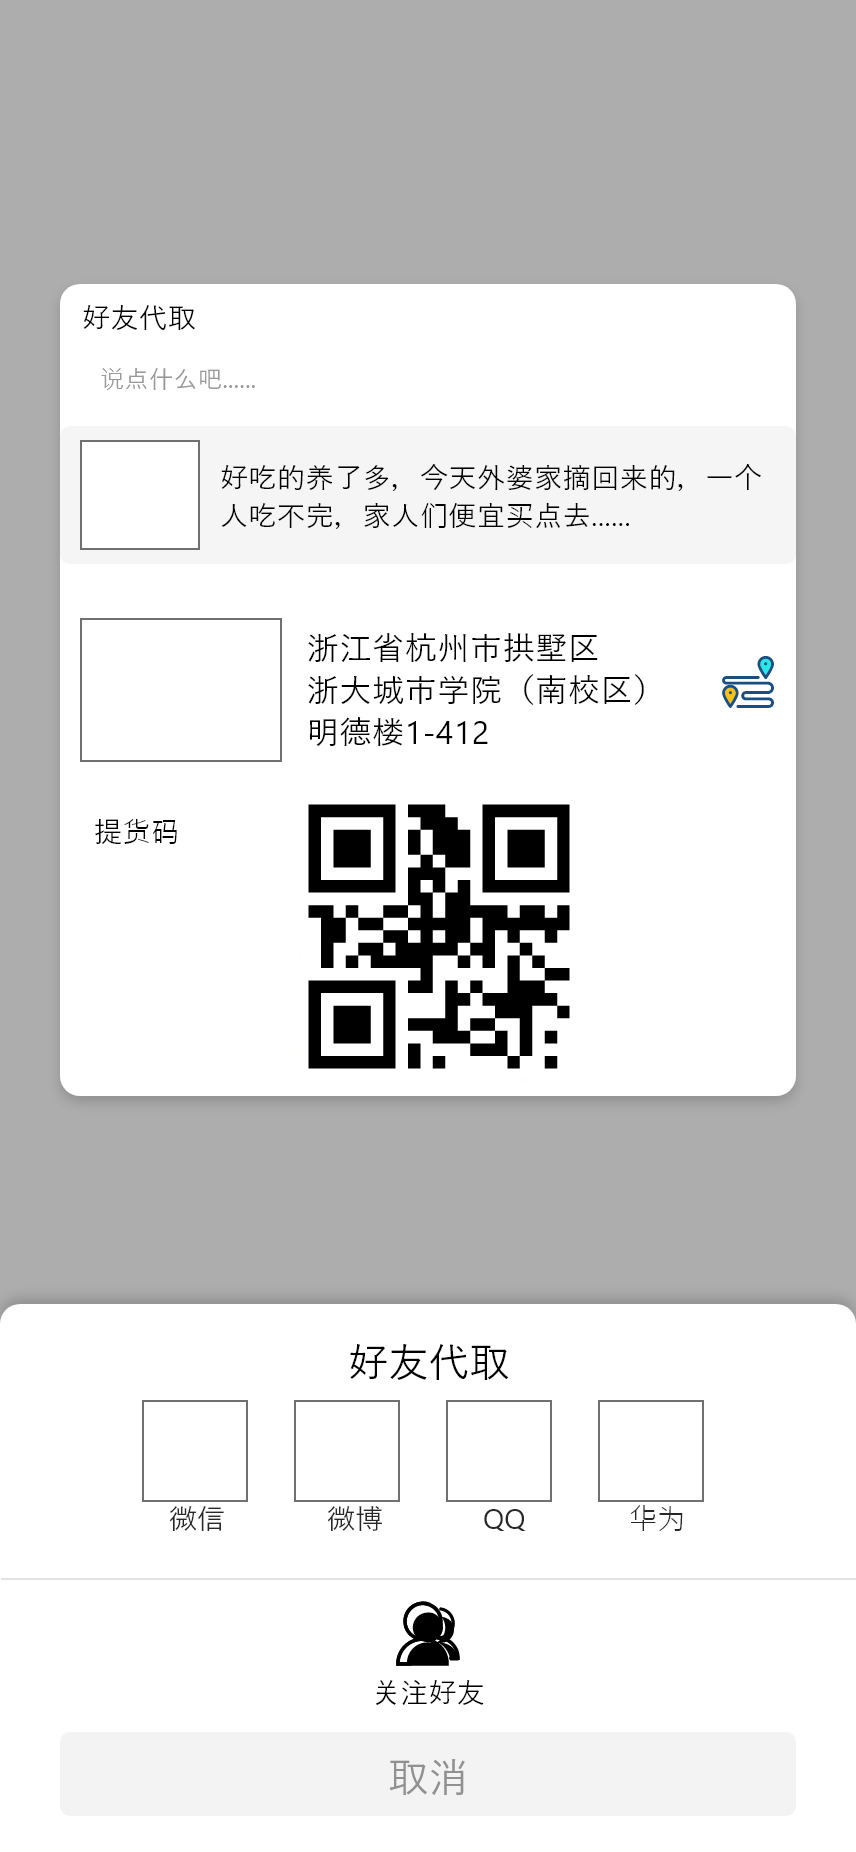 好友代取
说点什么吧......
好吃的养了多，今天外婆家摘回来的，一个
人吃不完，家人们便宜买点去......
浙江省杭州市拱墅区
浙大城市学院（南校区）
明德楼1-412
提货码
好友代取
微信
微博
QQ
华为
关注好友
取消